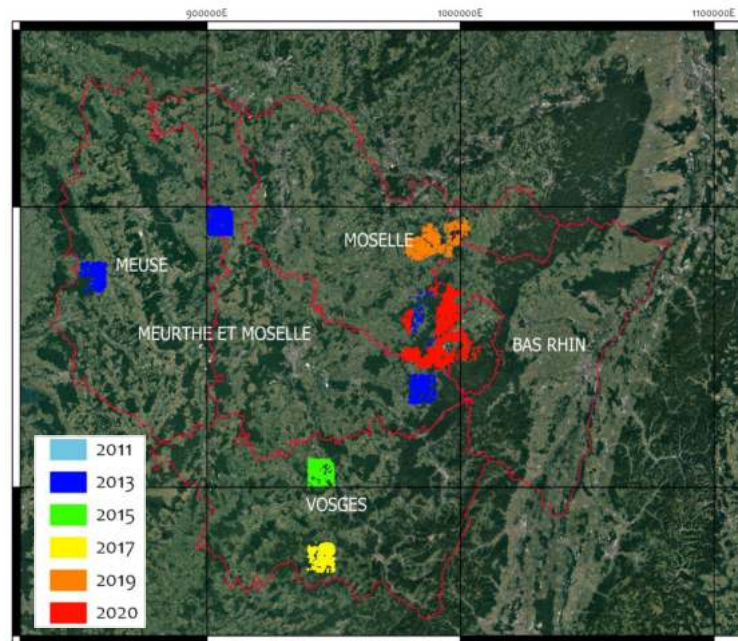 900000E
1000000E
1100000E
MOSELLE
MEUSE
MEURTHE ET MOSELLE
BAS RHIN
VOSGES
2011
2013
2015
2017
2019
2020